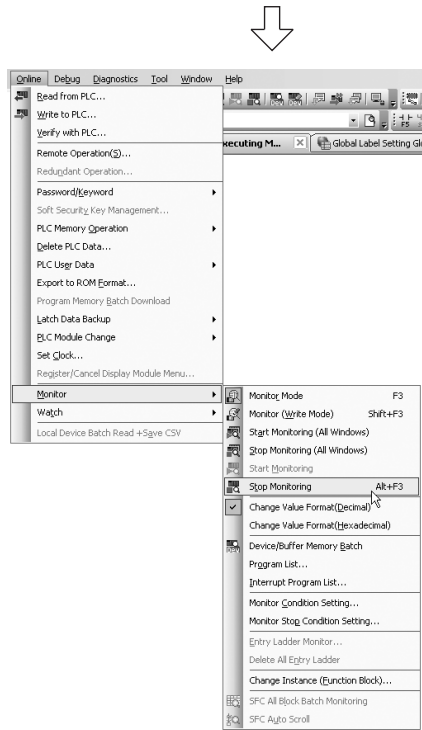 Online Debug Diagnostics Tool Window Help
Read from PLC...
Write to PLC...
Verify with PLC...
Remote Operation(S)...
Redundant Operation...
Password/Keyword
Soft Security Key Management...
PLC Memory Operation
Delete PLC Data...
PLC User Data
Export to ROM Format...
Program Memory Batch Download
Latch Data Backup
PLC Module Change
Set Clock...
Register/Cancel Display Module Menu...
Monitor
Watch
Local Device Batch Read +Save CSV
F5
xecuting M...
Global Label Setting Gl
Monitor Mode F3
Monitor (Write Mode) Shift+F3
Start Monitoring (All Windows)
Stop Monitoring (All Windows)
Start Monitoring
Stop Monitoring Alt+F3
Change Value Format(Decimal)
Change Value Format(Hexadecimal)
Device/Buffer Memory Batch
Program List...
Interrupt Program List...
Monitor Condition Setting...
Monitor Stop Condition Setting...
Entry Ladder Monitor...
Delete All Entry Ladder
Change Instance (Function Block)...
SFC All Block Batch Monitoring
SFC Auto Scroll